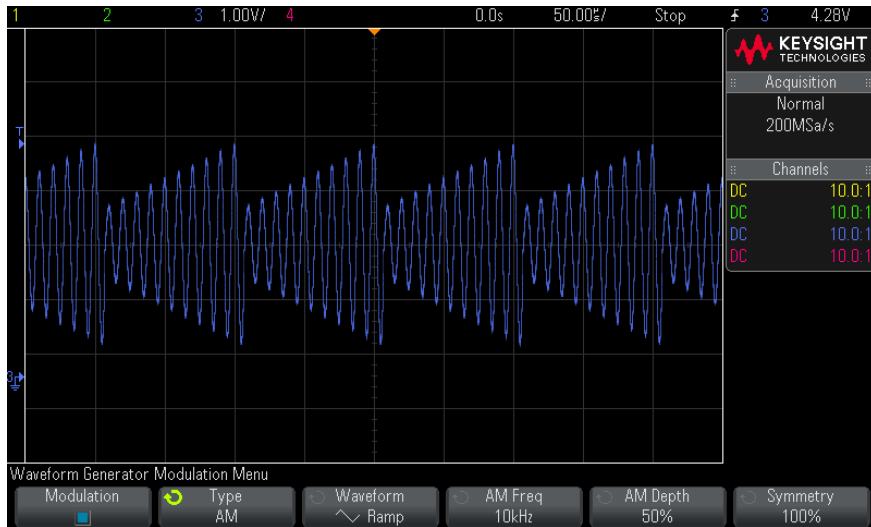 1 2 3 1.00V/ 4 0.0s 50.00㎲/ Stop 3 4.28V
KEYSIGHT
TECHNOLOGIES
Acquisition
Normal
200MSa/s
Channels
DC 10.0:1
DC 10.0:1
DC 10.0:1
DC 10.0:1
T
3
Waveform Generator Modulation Menu
Modulation
Type
AM
Waveform
Ramp
AM Freq
10kHz
AM Depth
50%
Symmetry
100%